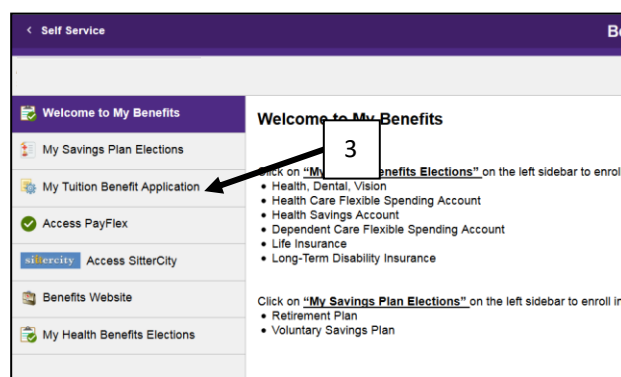 Self Service
Be
Welcome to My Benefits
My Savings Plan Elections
My Tuition Benefit Application
Access PayFlex
sittercity Access SitterCity
Benefits Website
My Health Benefits Elections
Welcome to My Benefits
3
Click on "My enefits Elections" on the left sidebar to enrol
• Health, Dental, Vision
• Health Care Flexible Spending Account
• Health Savings Account
• Dependent Care Flexible Spending Account
• Life Insurance
• Long-Term Disability Insurance
Click on "My Savings Plan Elections" on the left sidebar to enroll in
• Retirement Plan
• Voluntary Savings Plan